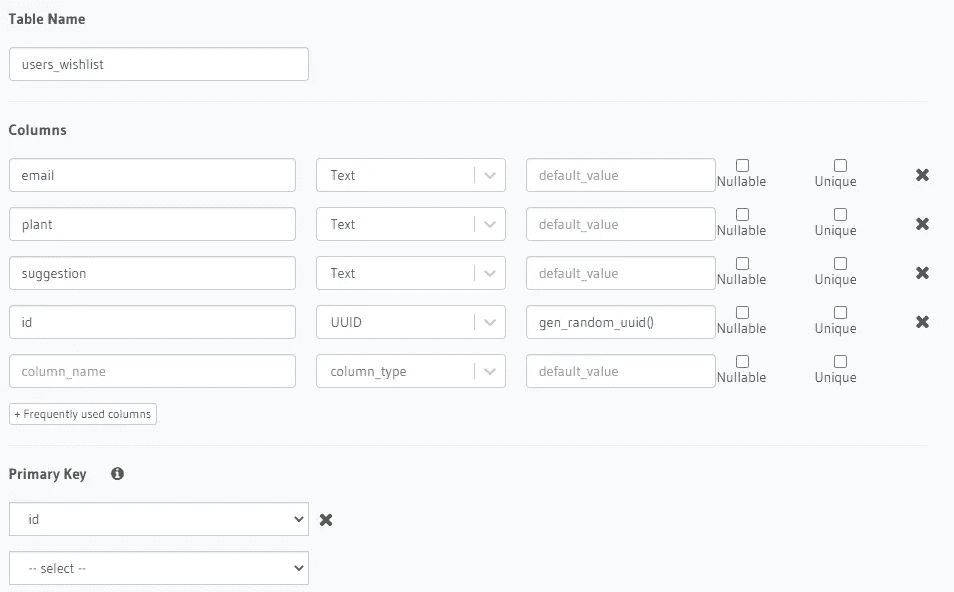 Table Name
users_wishlist
Columns
email Text default_value Nullable Unique
plant Text default_value Nullable Unique
suggestion Text default_value Nullable Unique
id UUID gen_random_uuid() Nullable Unique
column_name column_type default_value Nullable Unique
+ Frequently used columns
Primary Key
id
-- select --